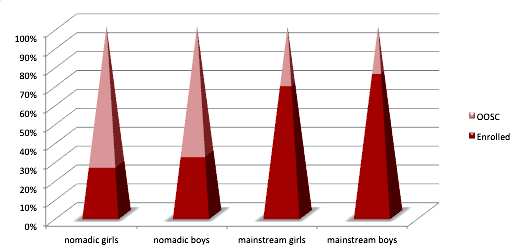 100%
90%
80%
70%
60%
50%
40%
30%
20%
10%
0%
nomadic girls
nomadic boys
mainstream girls
mainstream boys
OOSC
Enrolled